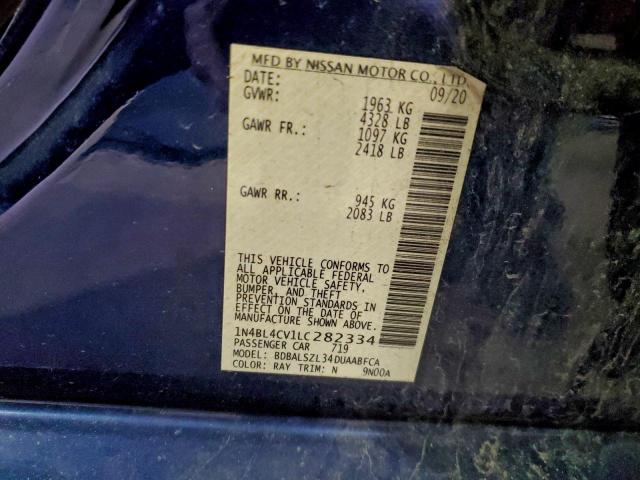 MFD BY NISSAN MOTOR CO., LTD
DATE: 09/20
GVWR: 1963 KG
4328 LB
GAWR FR.: 1097 KG
2418 LB
GAWR RR.: 945 KG
2083 LB
THIS VEHICLE CONFORMS TO
ALL APPLICABLE FEDERAL
MOTOR VEHICLE SAFETY,
BUMPER, AND THEFT
PREVENTION STANDARDS IN
EFFECT ON THE DATE OF
MANUFACTURE SHOWN ABOVE.
1N4BL4CV1LC282334
PASSENGER CAR 719
MODEL: BDBALSZL34DUAABFCA
COLOR: RAY TRIM: N 9N00A